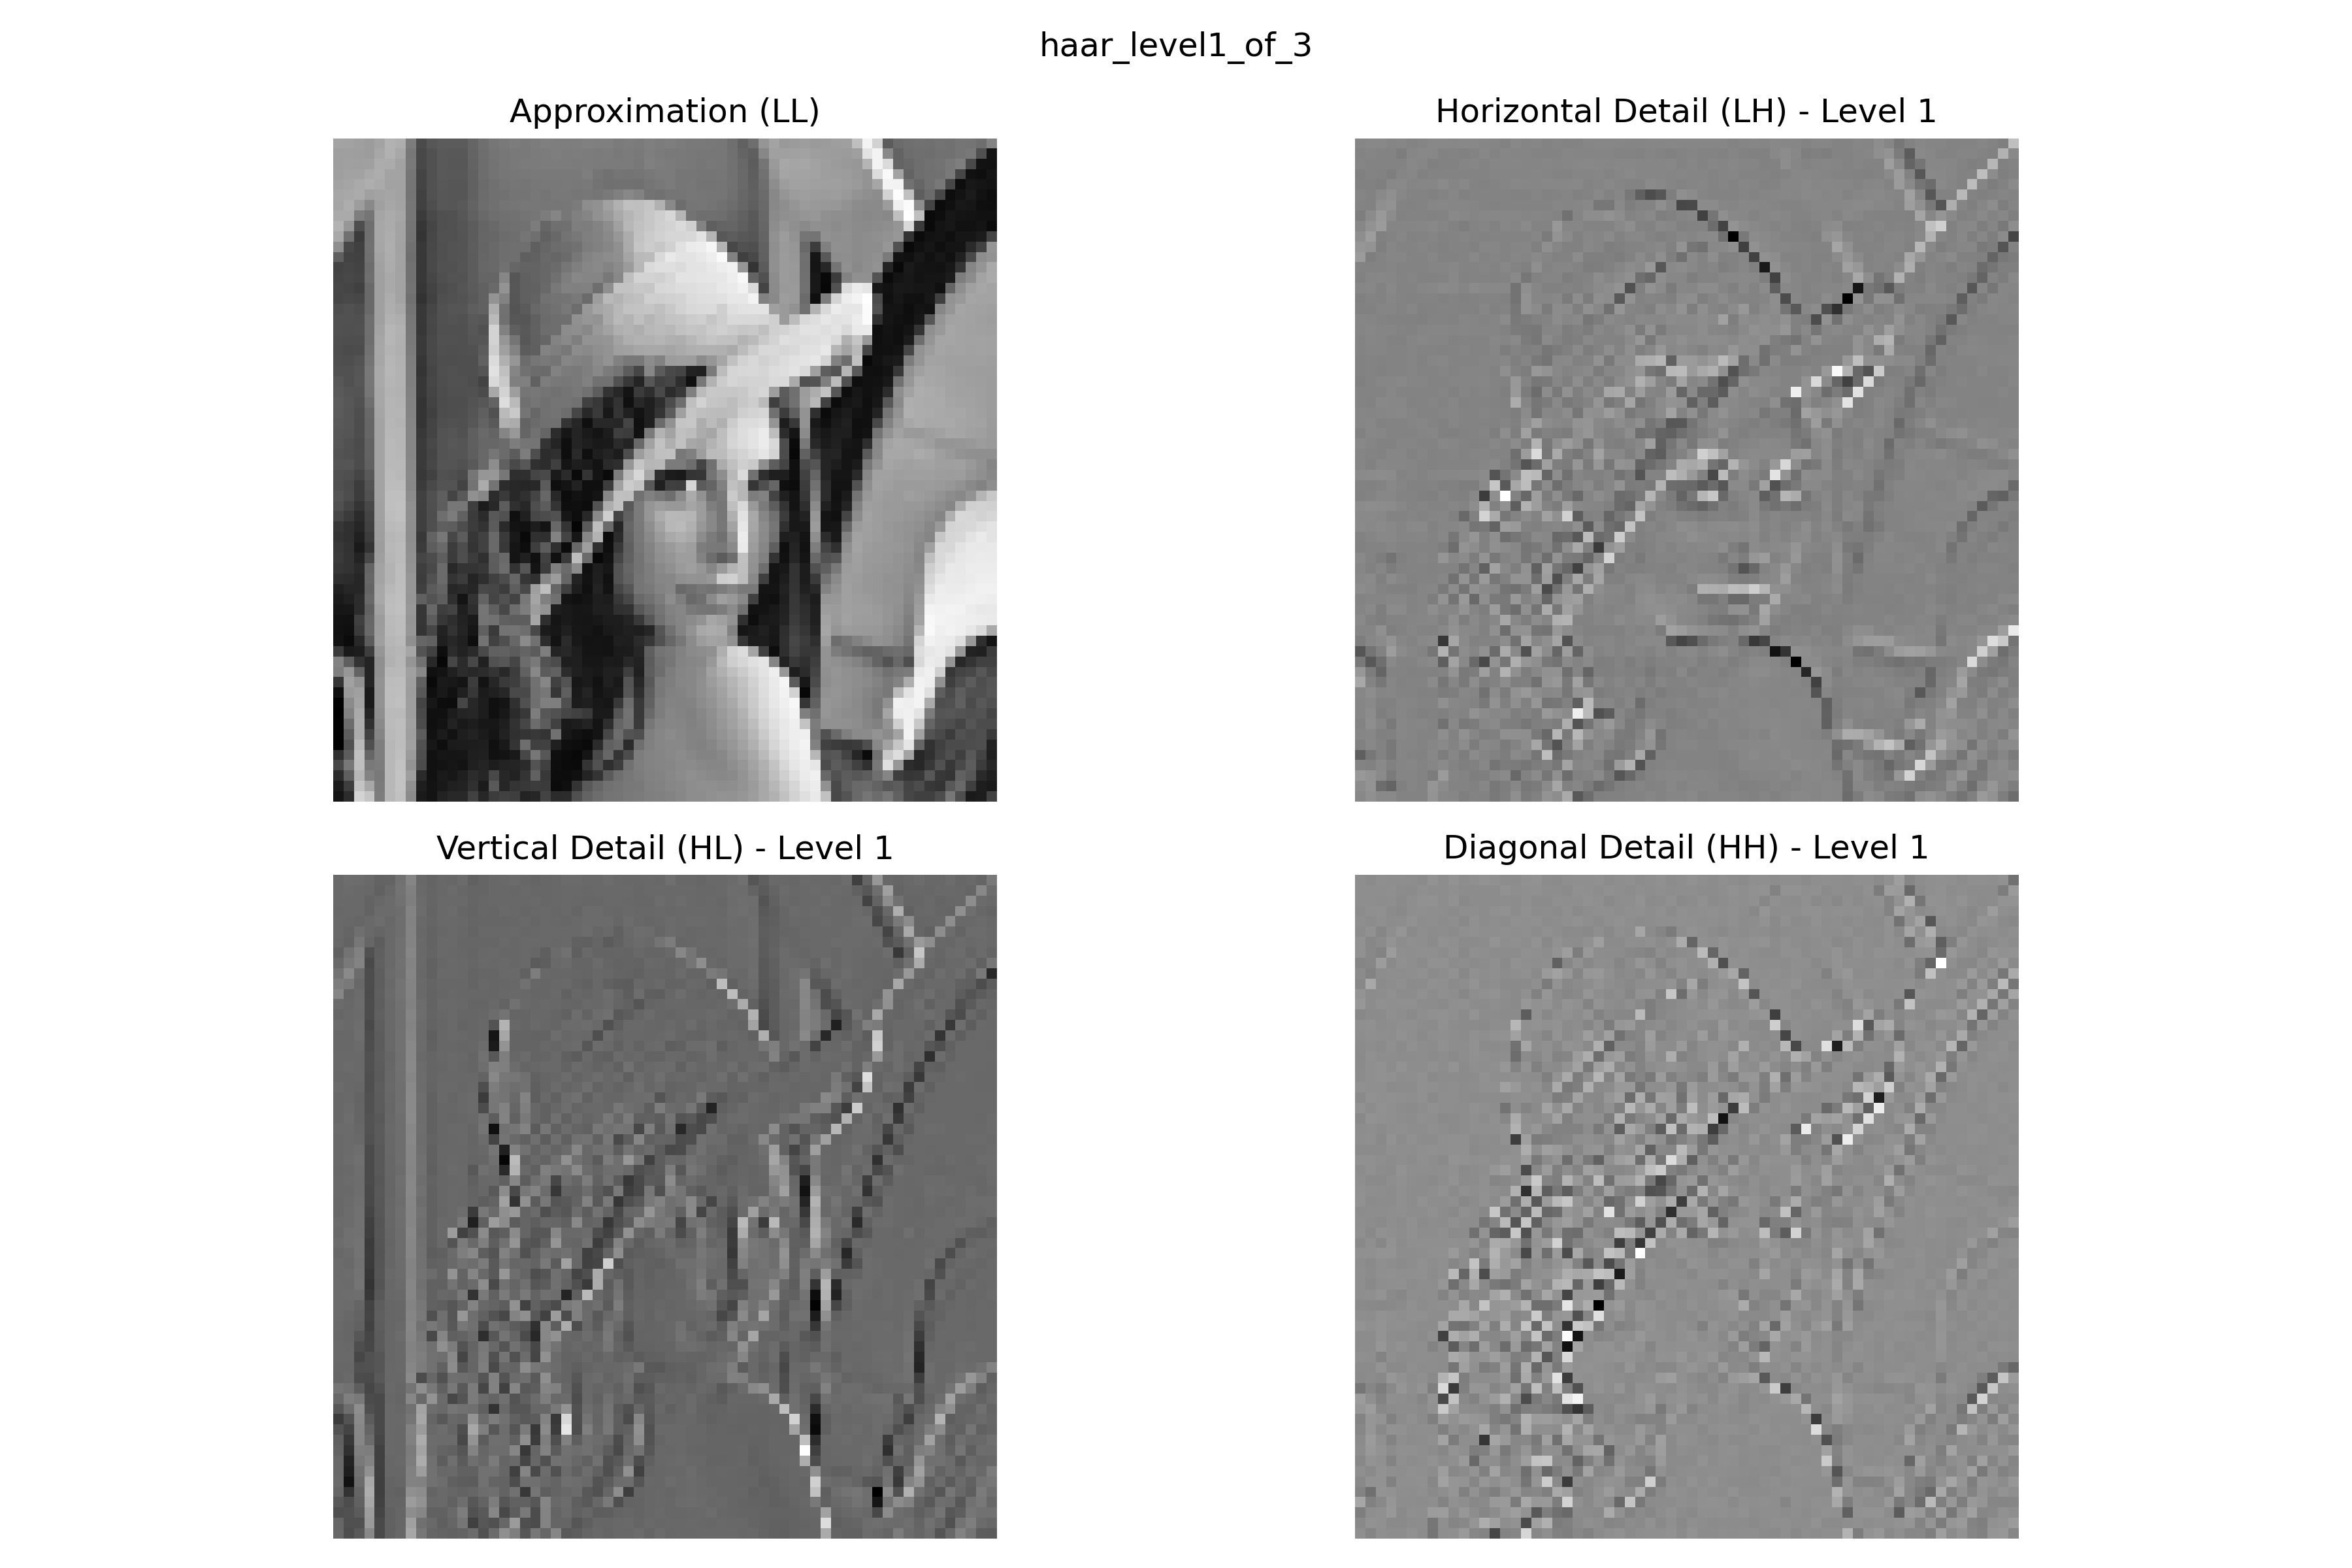 haar_level1_of_3
Approximation (LL)
Horizontal Detail (LH) - Level 1
Vertical Detail (HL) - Level 1
Diagonal Detail (HH) - Level 1